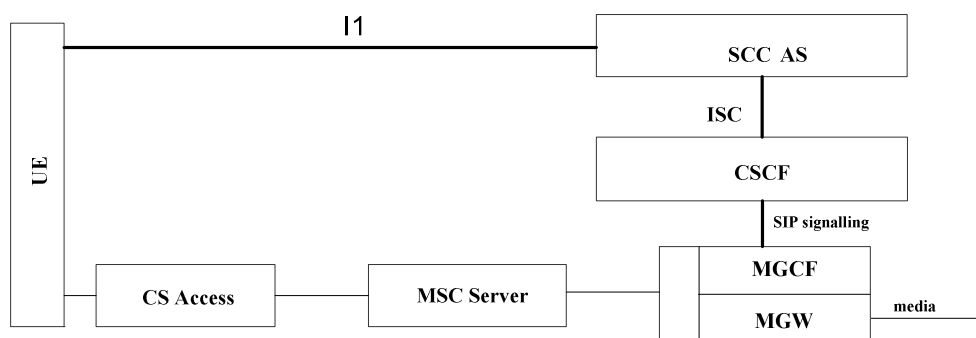 I1
SCC AS
ISC
UE
CSCF
SIP signalling
MGCF
CS Access
MSC Server
MGW
media